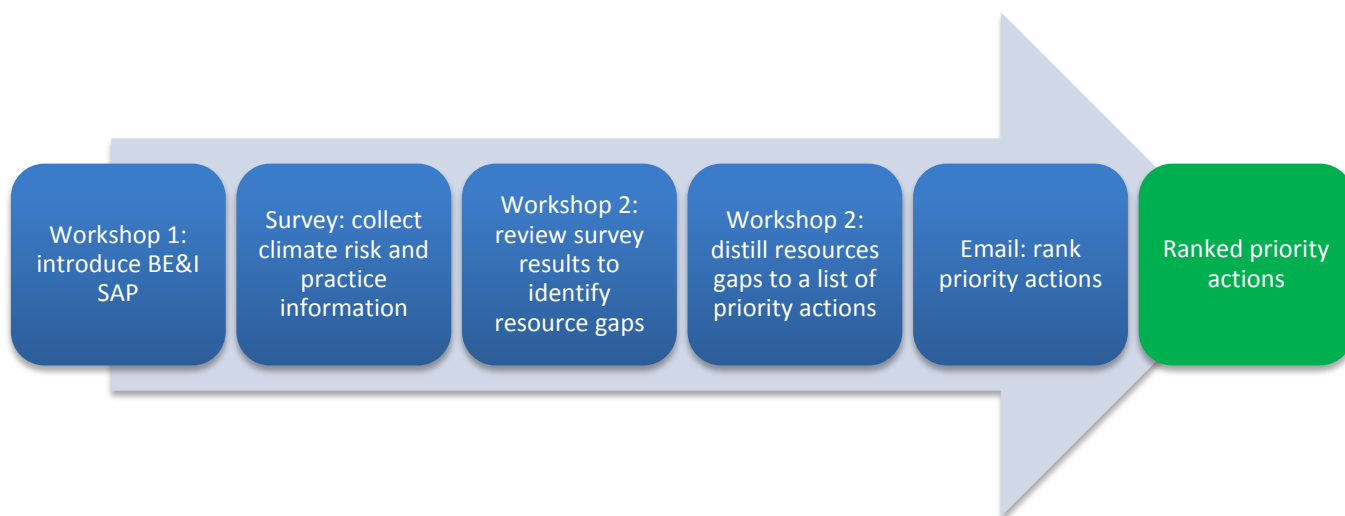 Workshop 1:
introduce BE&I
SAP
Survey: collect
climate risk and
practice
information
Workshop 2:
review survey
results to
identify
resource gaps
Workshop 2:
distill resources
gaps to a list of
priority actions
Email: rank
priority actions
Ranked priority
actions